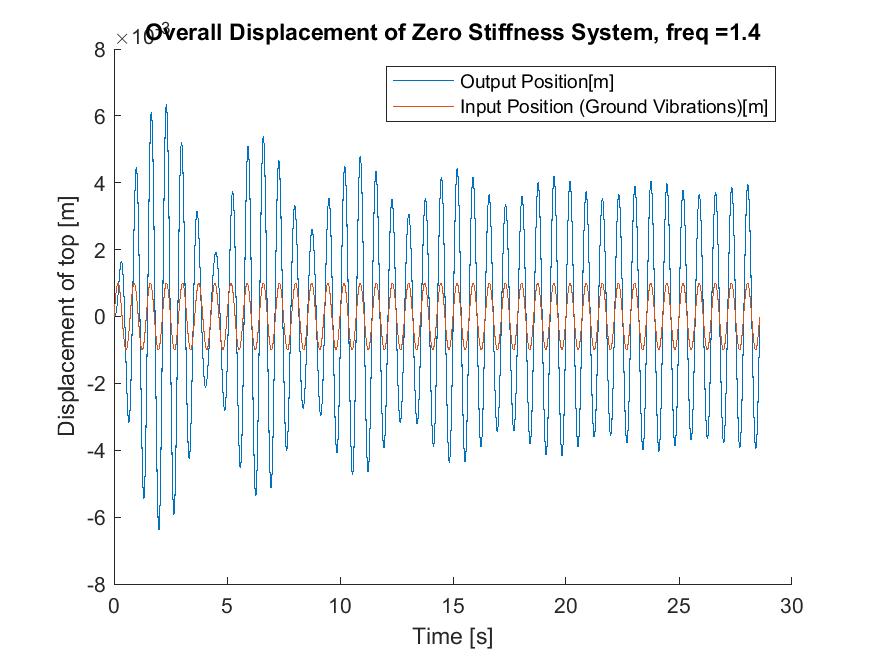 ×10-3
Overall Displacement of Zero Stiffness System, freq =1.4
8
6
4
2
0
-2
-4
-6
-8
Displacement of top [m]
Output Position[m]
Input Position (Ground Vibrations)[m]
0 5 10 15 20 25 30
Time [s]